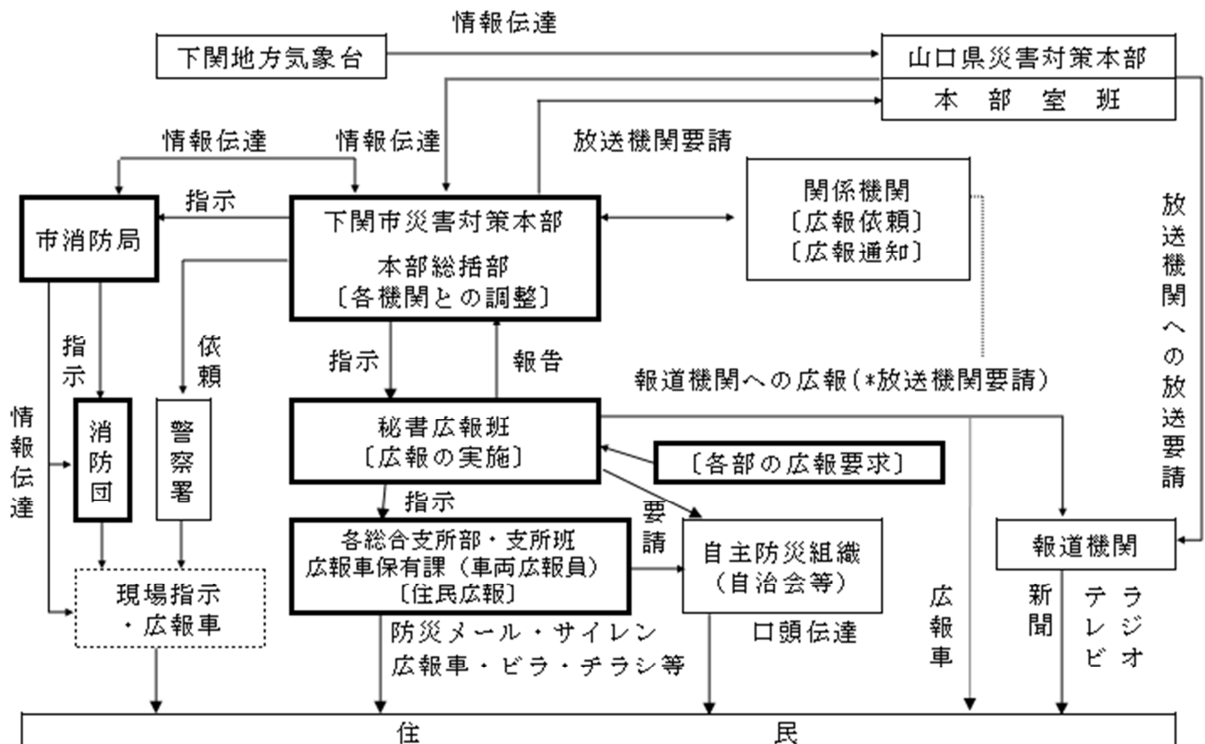 情報伝達
下関地方気象台
山口県災害対策本部
本部室班
情報伝達
情報伝達
放送機関要請
指示
市消防局
下関市災害対策本部
本部総括部
〔各機関との調整〕
関係機関
〔広報依頼〕
〔広報通知〕
放送機関への放送要請
指示
依頼
指示
報告
報道機関への広報(*放送機関要請)
情報伝達
消防団
警察署
秘書広報班
〔広報の実施〕
〔各部の広報要求〕
指示
要請
各総合支所部・支所班
広報車保有課（車両広報員）
〔住民広報〕
自主防災組織
（自治会等）
報道機関
現場指示
・広報車
防災メール・サイレン
広報車・ビラ・チラシ等
口頭伝達
広報車
新聞
テレビ
ラジオ
住民